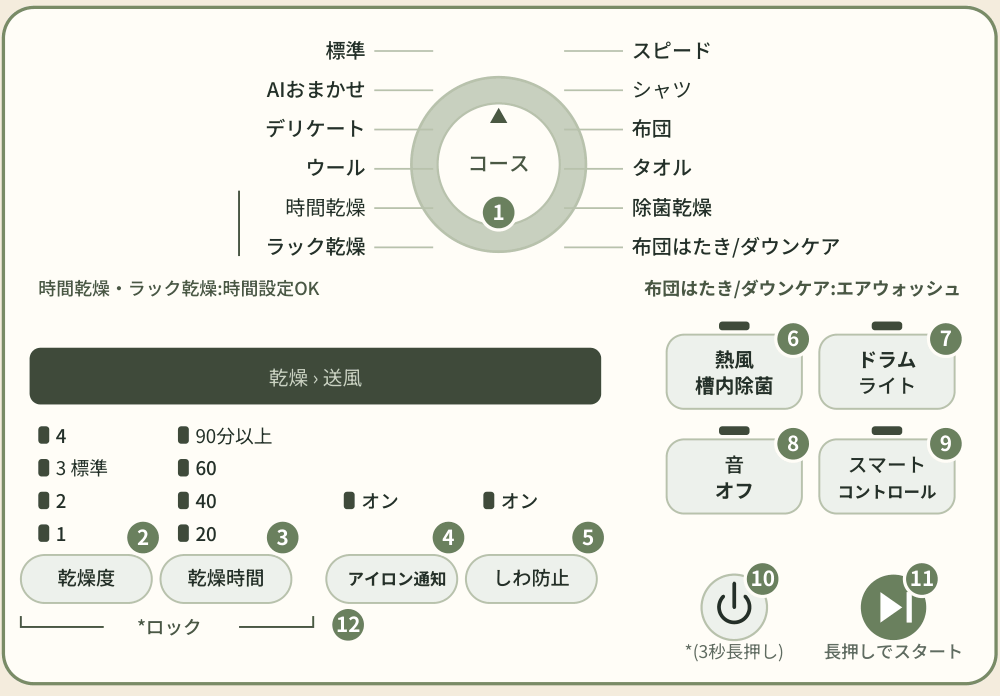 標準
AIおまかせ
デリケート
ウール
時間乾燥
ラック乾燥
コース
1
スピード
シャツ
布団
タオル
除菌乾燥
布団はたき/ダウンケア
時間乾燥・ラック乾燥:時間設定OK
布団はたき/ダウンケア:エアウォッシュ
乾燥 › 送風
4
3 標準
2
1
90分以上
60
40
20
オン
オン
2
乾燥度
3
乾燥時間
4
アイロン通知
5
しわ防止
*ロック
12
6
熱風
槽内除菌
7
ドラム
ライト
8
音
オフ
9
スマート
コントロール
10
*(3秒長押し)
11
長押しでスタート